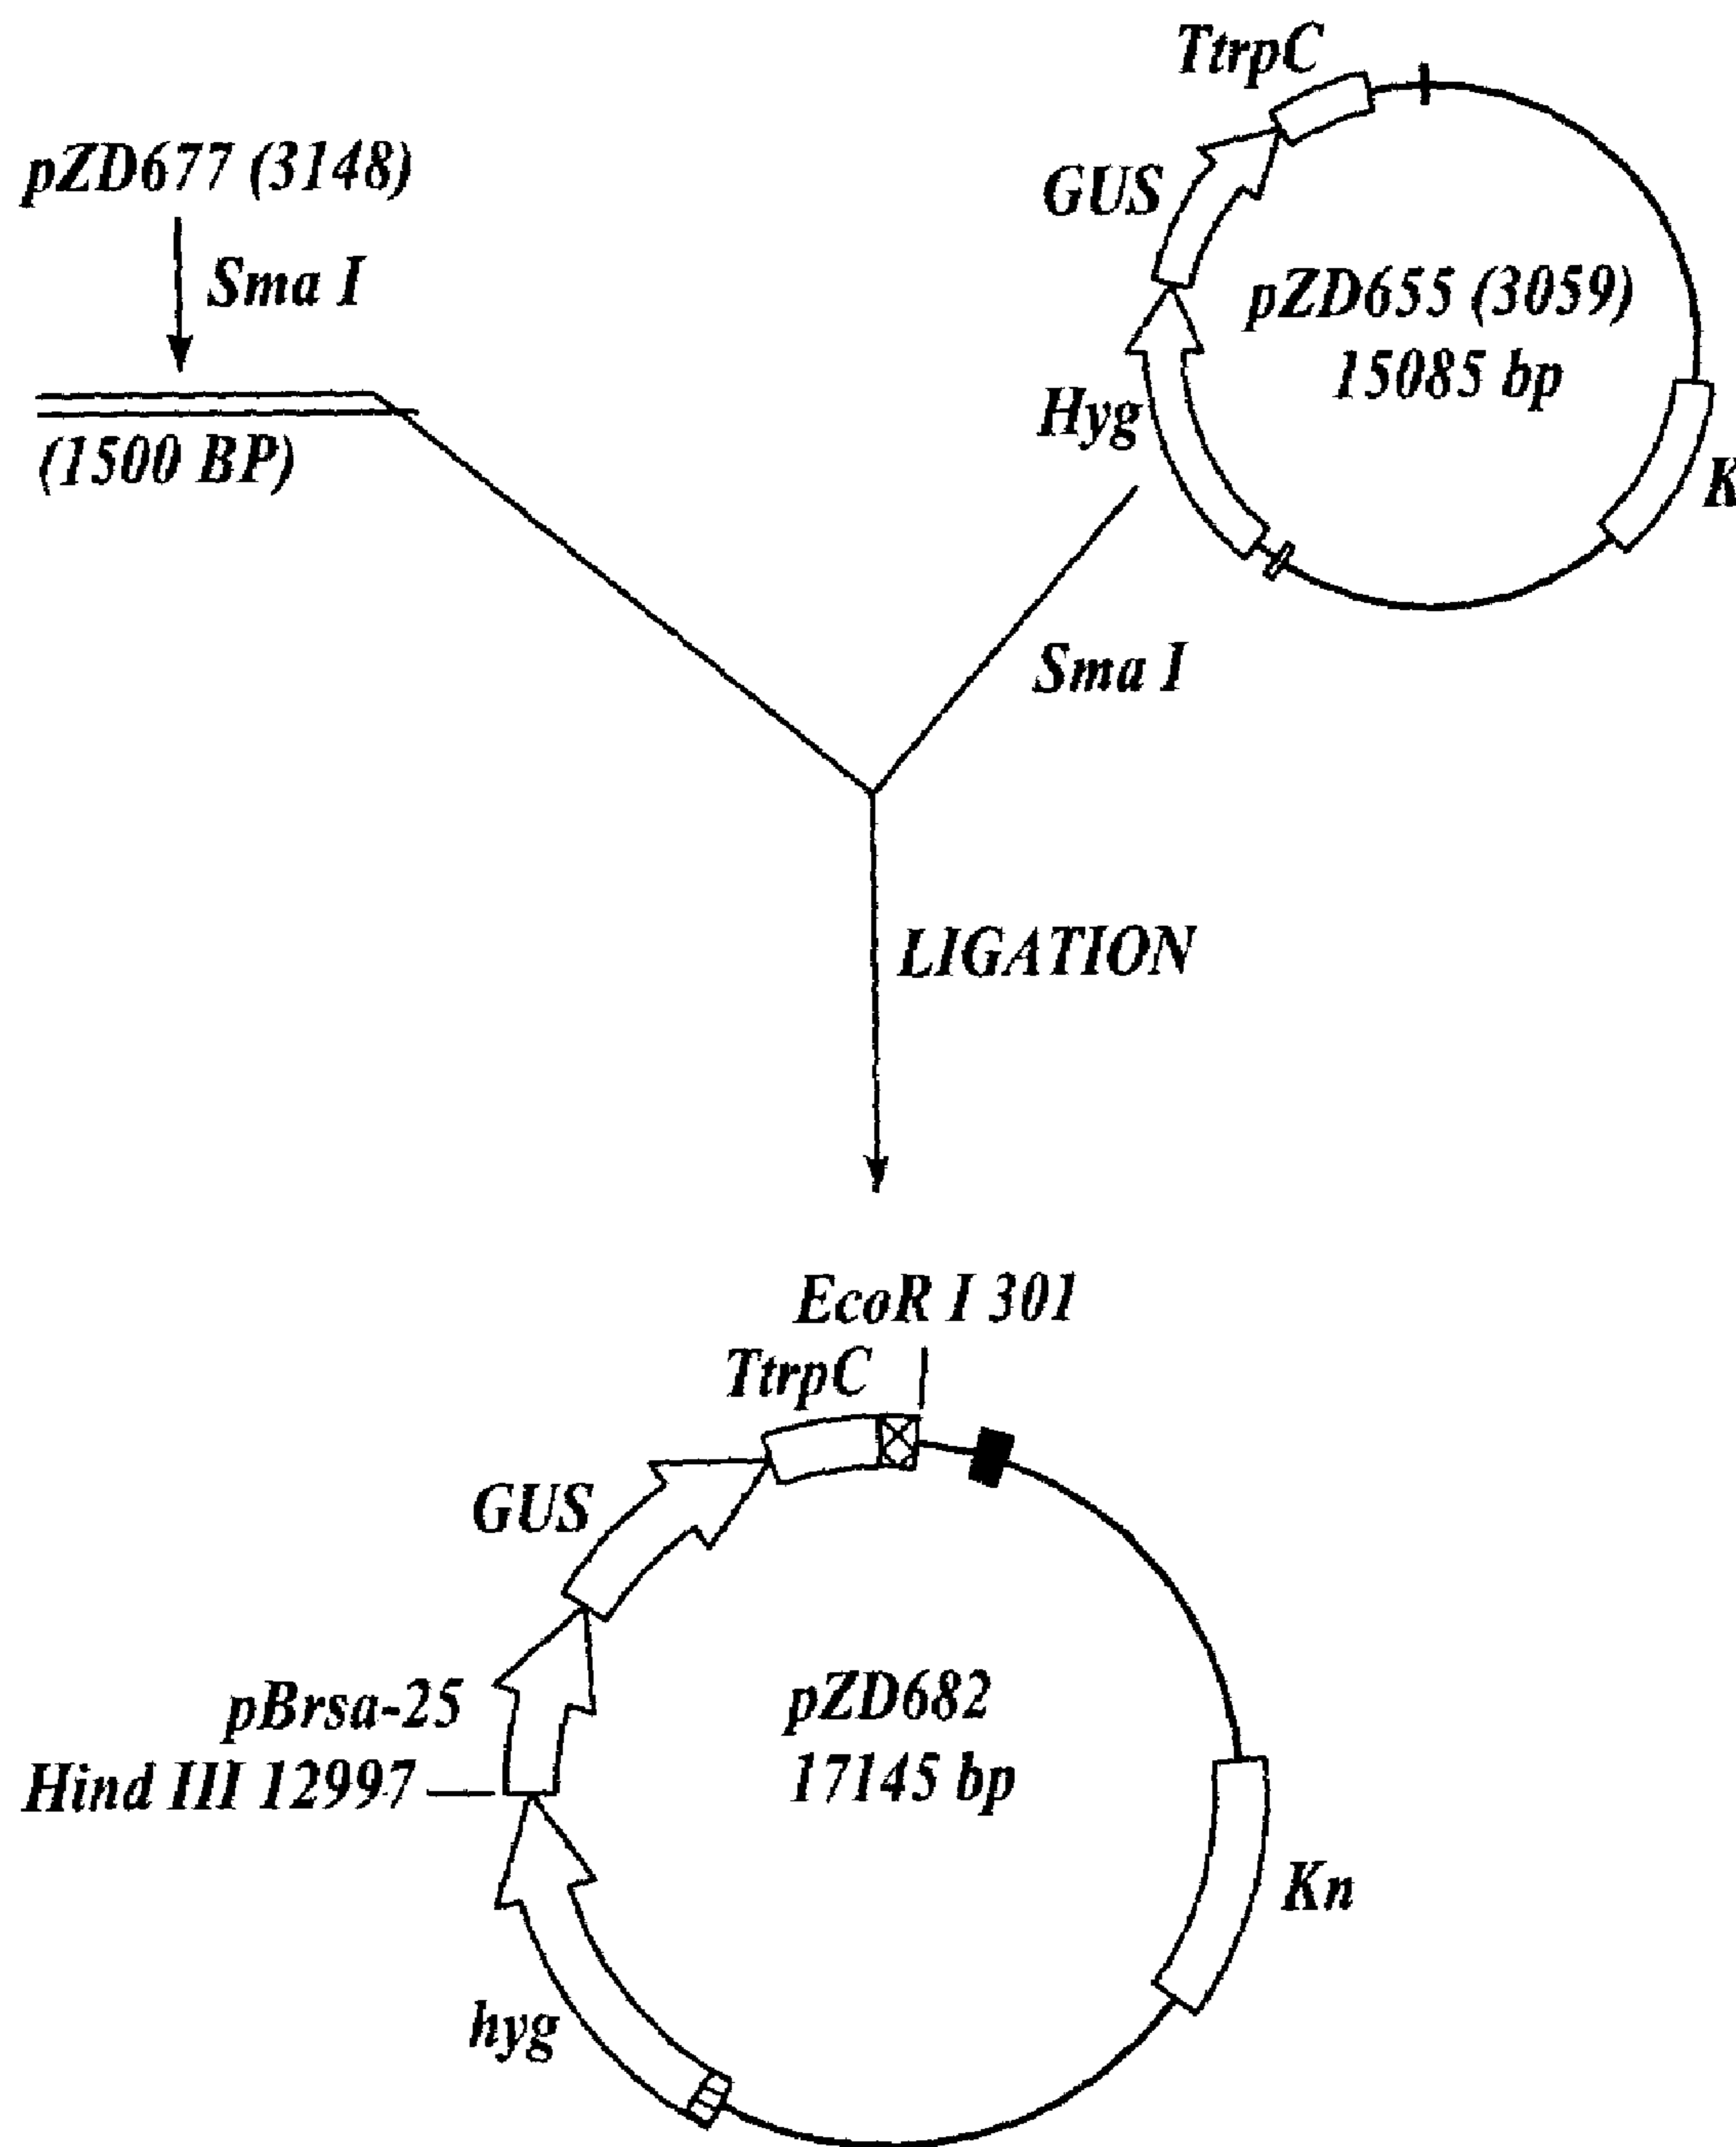 TtrpC
pZD677 (3148)
GUS
Sma I
pZD655 (3059)
15085 bp
Hyg
(1500 BP)
K
Sma I
LIGATION
EcoR I 301
TtrpC
GUS
pBrsa-25
Hind III 12997
pZD682
17145 bp
Kn
hyg